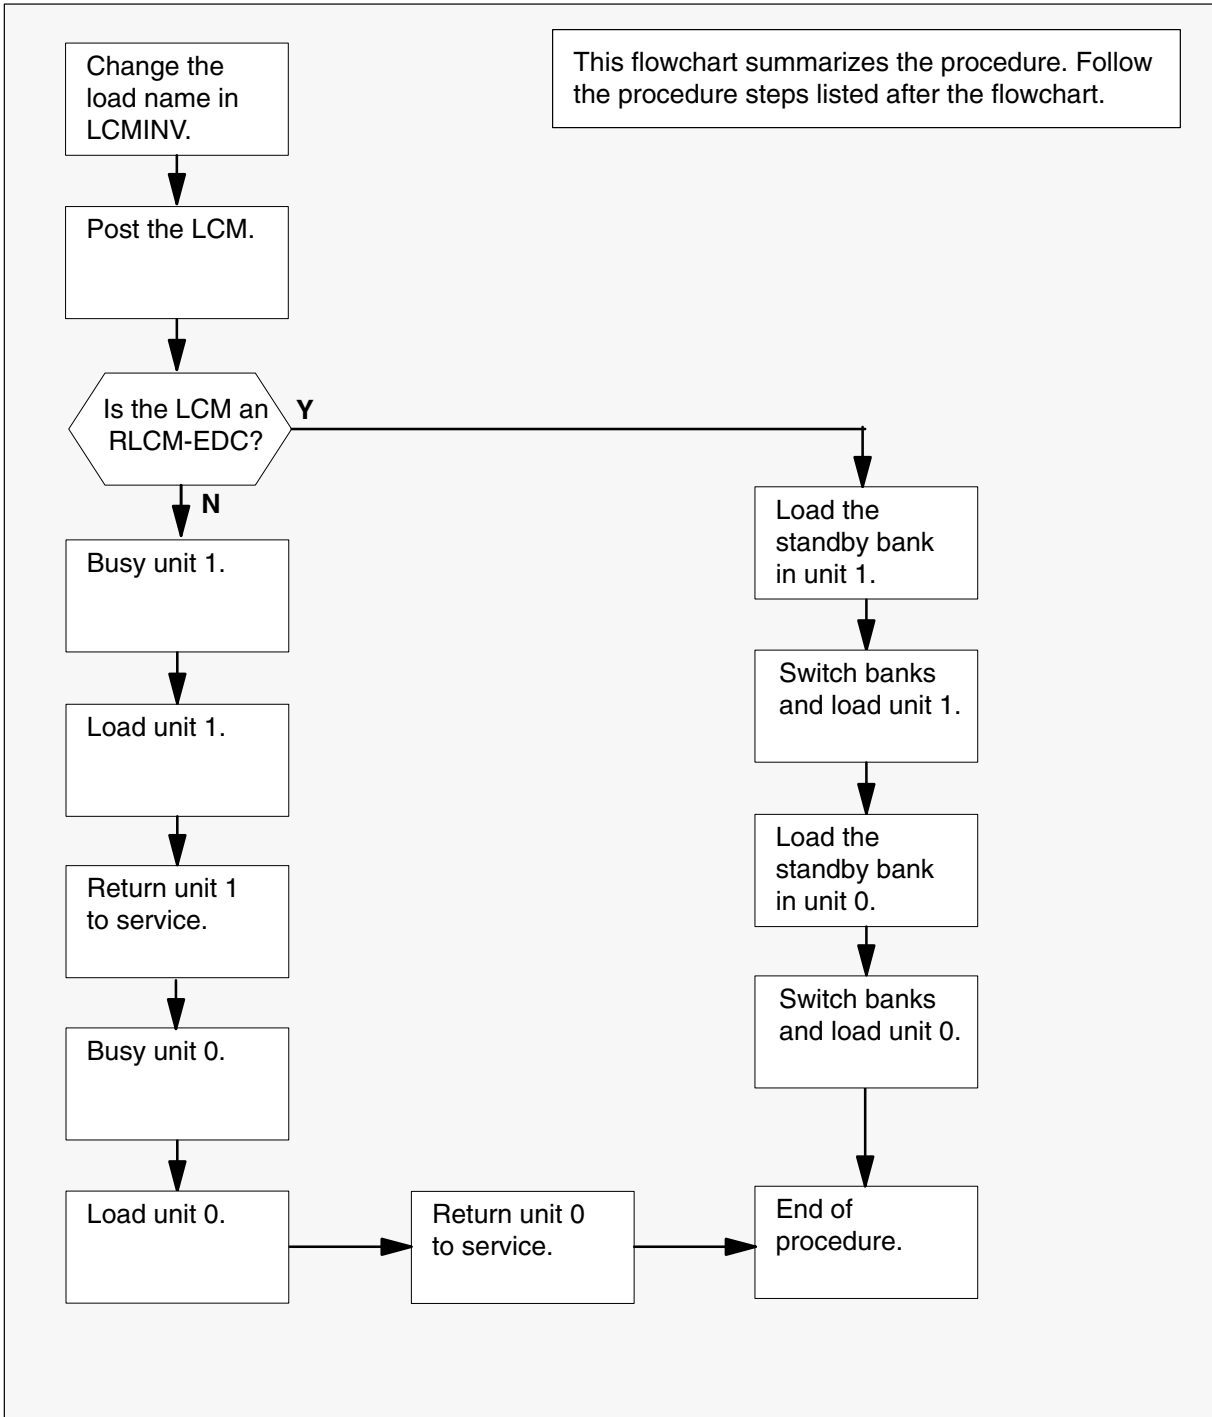 Change the
load name in
LCMINV.
This flowchart summarizes the procedure. Follow
the procedure steps listed after the flowchart.
Post the LCM.
Is the LCM an
RLCM-EDC?
Y
N
Busy unit 1.
Load unit 1.
Return unit 1
to service.
Busy unit 0.
Load unit 0.
Return unit 0
to service.
Load the
standby bank
in unit 1.
Switch banks
and load unit 1.
Load the
standby bank
in unit 0.
Switch banks
and load unit 0.
End of
procedure.